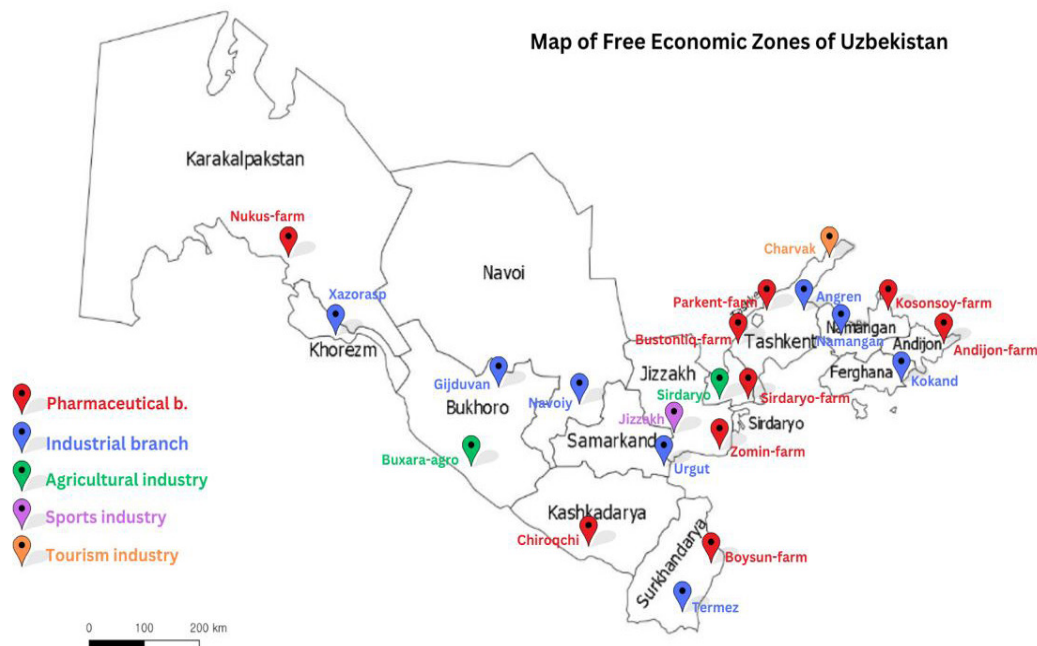 Map of Free Economic Zones of Uzbekistan
Karakalpakstan
Nukus-farm
Navoi
Charvak
Xazorasp
Khorezm
Parkent-farm
Angren
Kosonsoy-farm
Bustonliq-farm
Tashkent
Namangan
Namangan
Andijon
Andijon-farm
Gijduvan
Bukhoro
Navoiy
Jizzakh
Sirdaryo
Sirdaryo-farm
Ferghana
Kokand
Pharmaceutical b.
Industrial branch
Agricultural industry
Sports industry
Tourism industry
Buxara-agro
Samarkand
Jizzakh
Sirdaryo
Zomin-farm
Urgut
Kashkadarya
Chiroqchi
Surkhandarya
Boysun-farm
Termez
0 100 200 km